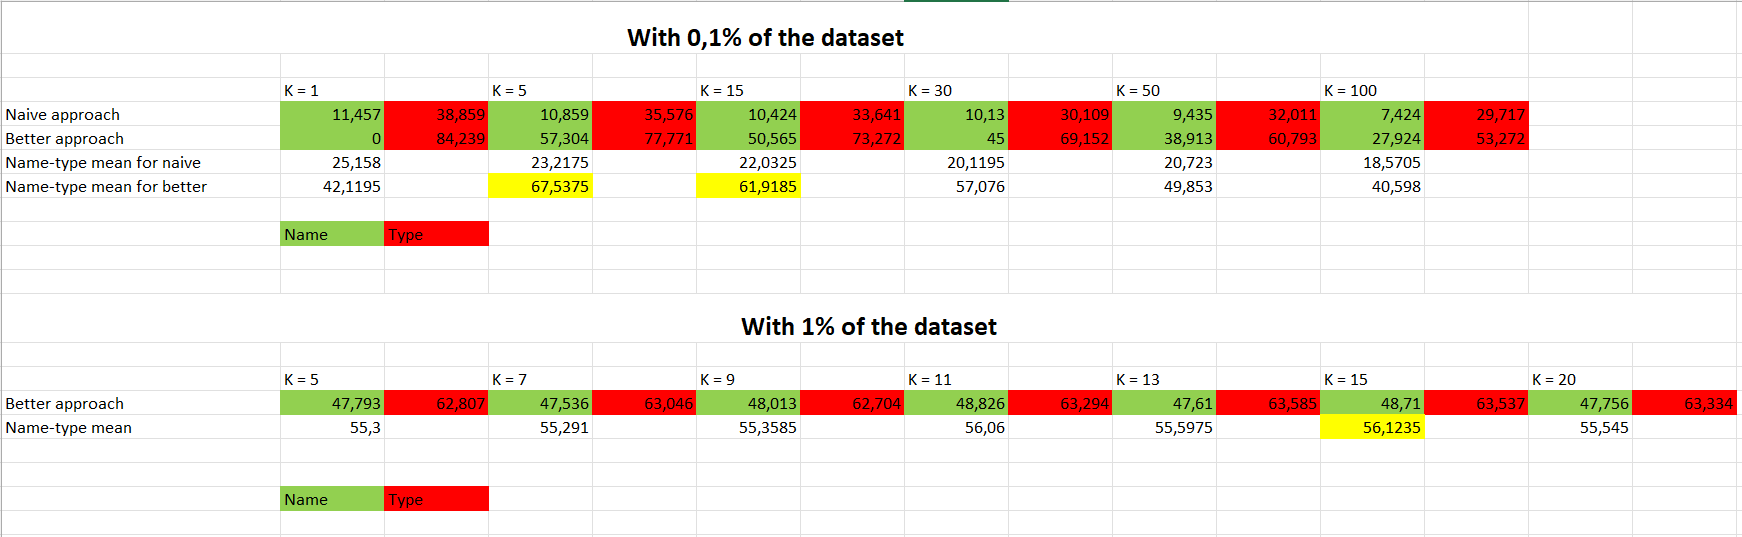 With 0,1% of the dataset
K = 1 K = 5 K = 15 K = 30 K = 50 K = 100
Naive approach 11,457 38,859 10,859 35,576 10,424 33,641 10,13 30,109 9,435 32,011 7,424 29,717
Better approach 0 84,239 57,304 77,771 50,565 73,272 45 69,152 38,913 60,793 27,924 53,272
Name-type mean for naive 25,158 23,2175 22,0325 20,1195 20,723 18,5705
Name-type mean for better 42,1195 67,5375 61,9185 57,076 49,853 40,598
Name Type
With 1% of the dataset
K = 5 K = 7 K = 9 K = 11 K = 13 K = 15 K = 20
Better approach 47,793 62,807 47,536 63,046 48,013 62,704 48,826 63,294 47,61 63,585 48,71 63,537 47,756 63,334
Name-type mean 55,3 55,291 55,3585 56,06 55,5975 56,1235 55,545
Name Type